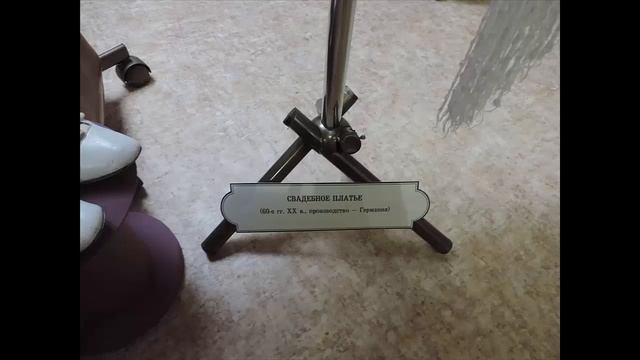 СВАДЕБНОЕ ПЛАТЬЕ
(60-е гг. XX в., производство — Германия)